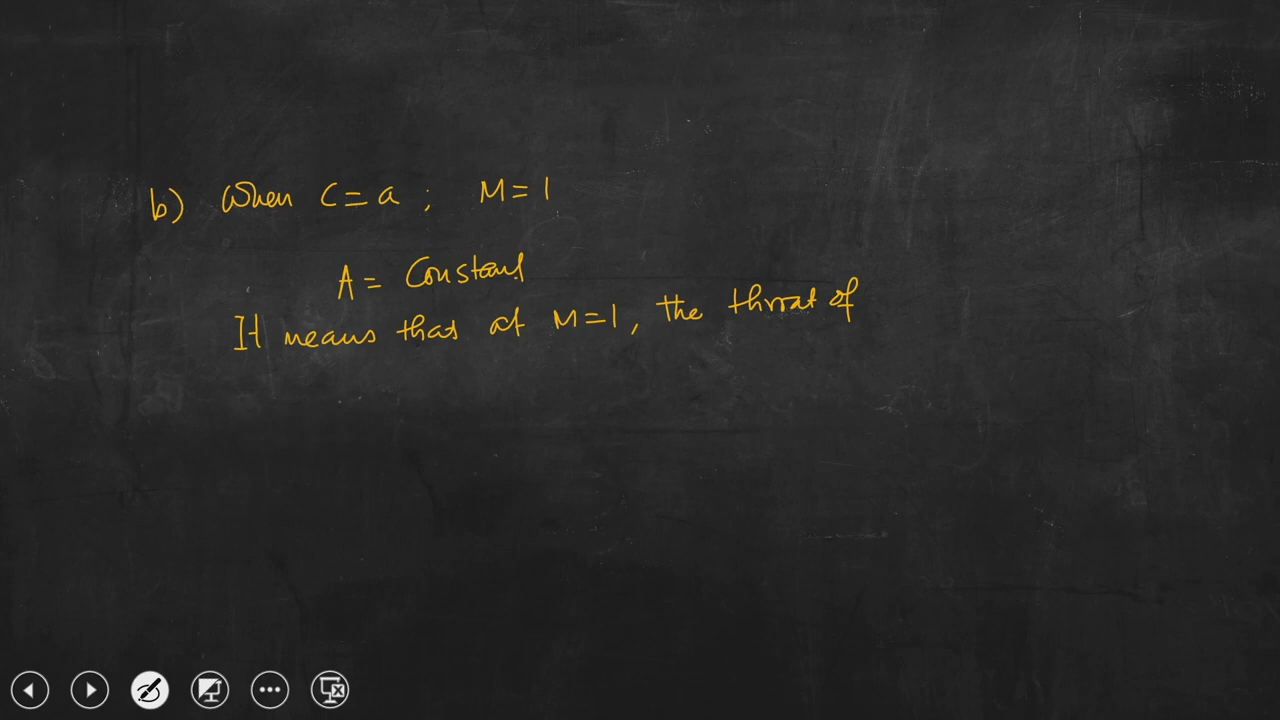 b) When C = a ; M = 1
A = Constant
It means that at M = 1, the throat of